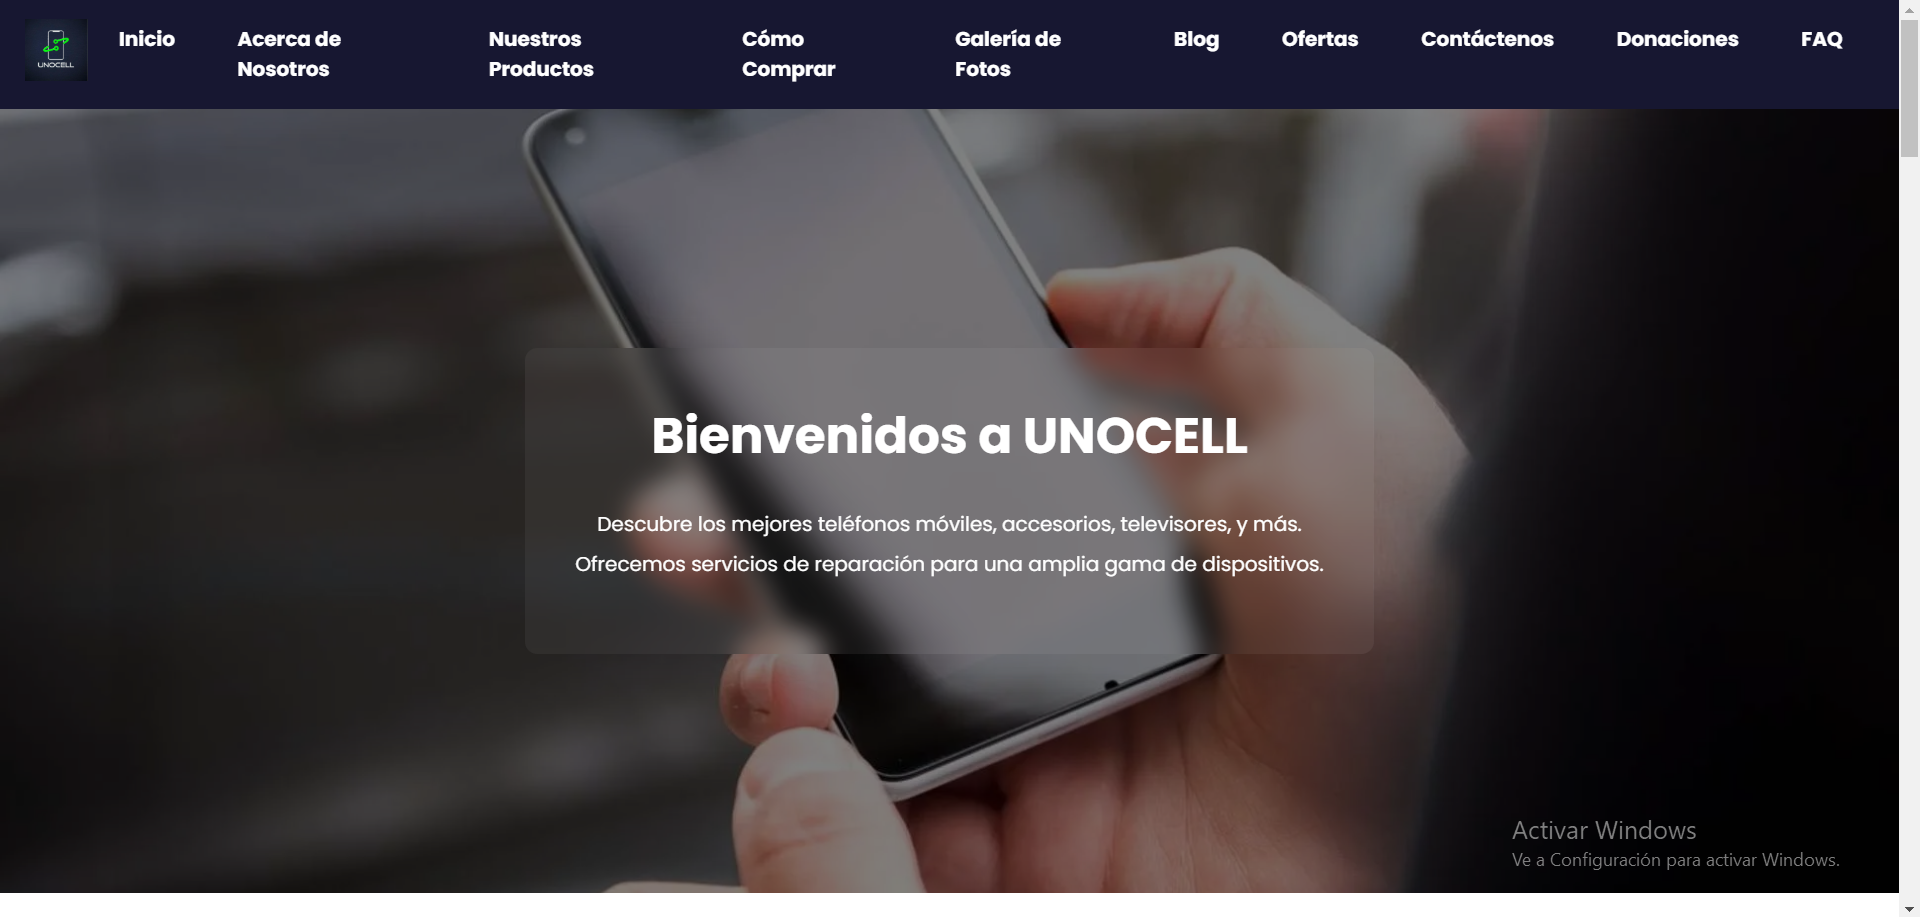 UNOCELL
Inicio
Acerca de
Nosotros
Nuestros
Productos
Cómo
Comprar
Galería de
Fotos
Blog
Ofertas
Contáctenos
Donaciones
FAQ
Bienvenidos a UNOCELL
Descubre los mejores teléfonos móviles, accesorios, televisores, y más.
Ofrecemos servicios de reparación para una amplia gama de dispositivos.
Activar Windows
Ve a Configuración para activar Windows.